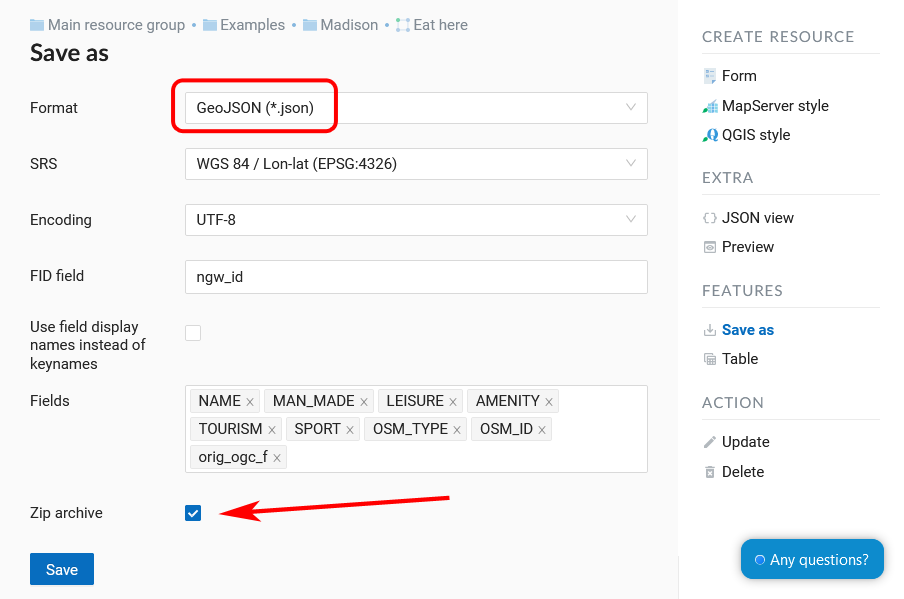 Main resource group • Examples • Madison • Eat here
Save as
Format
GeoJSON (*.json)
SRS
WGS 84 / Lon-lat (EPSG:4326)
Encoding
UTF-8
FID field
ngw_id
Use field display
names instead of
keynames
Fields
NAME × MAN_MADE × LEISURE × AMENITY ×
TOURISM × SPORT × OSM_TYPE × OSM_ID ×
orig_ogc_f ×
Zip archive
Save
CREATE RESOURCE
Form
MapServer style
QGIS style
EXTRA
JSON view
Preview
FEATURES
Save as
Table
ACTION
Update
Delete
Any questions?